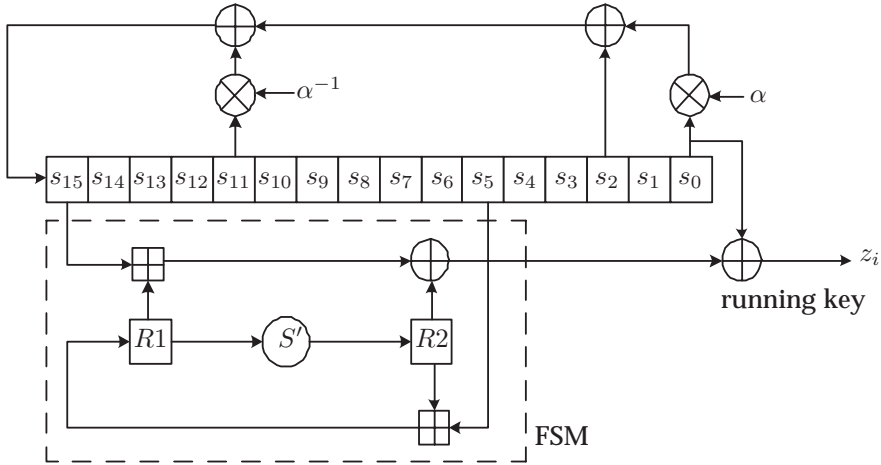 α⁻¹
α
s₁₅ s₁₄ s₁₃ s₁₂ s₁₁ s₁₀ s₉ s₈ s₇ s₆ s₅ s₄ s₃ s₂ s₁ s₀
zᵢ
running key
R1 S′ R2
FSM